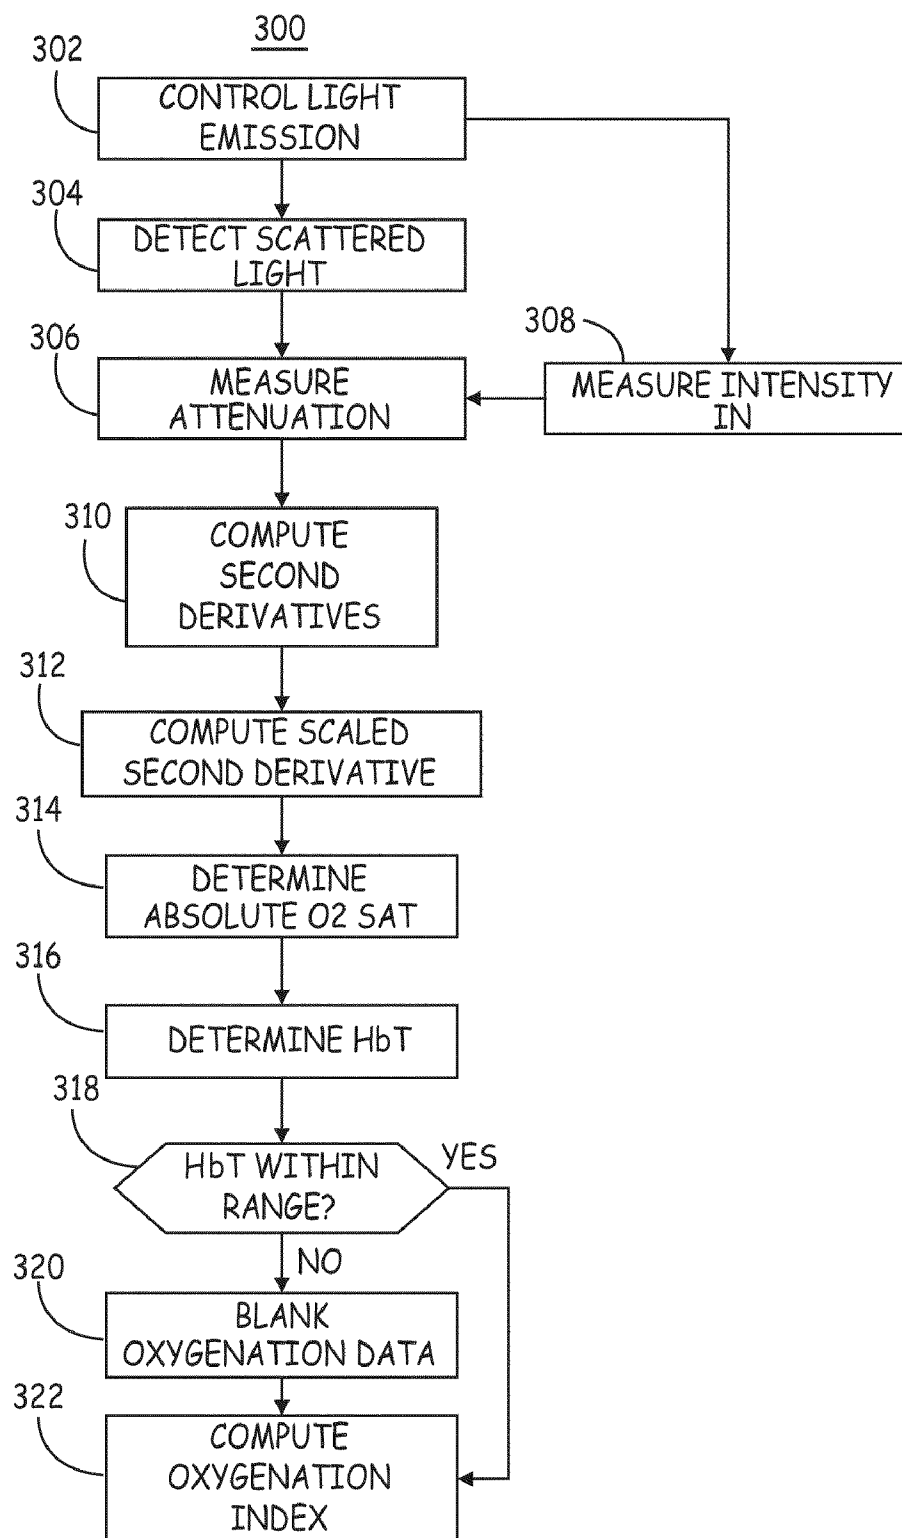 300
302
CONTROL LIGHT
EMISSION
304
DETECT SCATTERED
LIGHT
306
MEASURE
ATTENUATION
308
MEASURE INTENSITY
IN
310
COMPUTE
SECOND
DERIVATIVES
312
COMPUTE SCALED
SECOND DERIVATIVE
314
DETERMINE
ABSOLUTE O2 SAT
316
DETERMINE HbT
318
HbT WITHIN
RANGE?
YES
NO
320
BLANK
OXYGENATION DATA
322
COMPUTE
OXYGENATION
INDEX